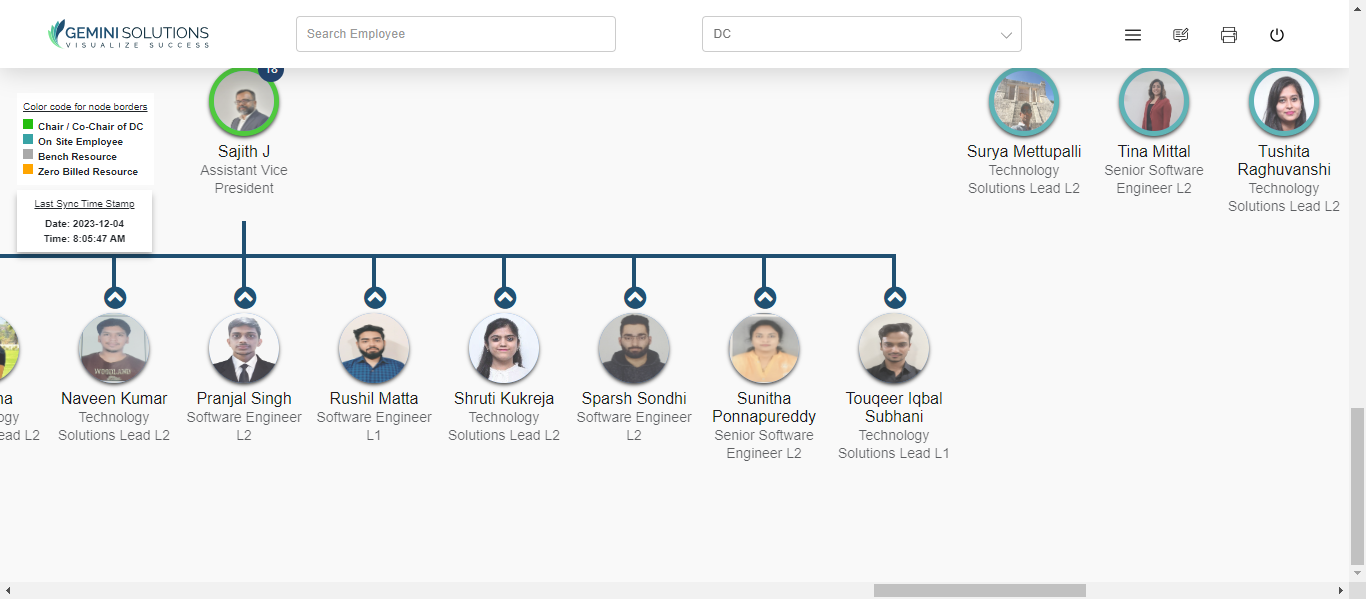 GEMINI SOLUTIONS
VISUALIZE SUCCESS
Search Employee
DC
18
Color code for node borders
Chair / Co-Chair of DC
On Site Employee
Bench Resource
Zero Billed Resource
Last Sync Time Stamp
Date: 2023-12-04
Time: 8:05:47 AM
Sajith J
Assistant Vice
President
Surya Mettupalli
Technology
Solutions Lead L2
Tina Mittal
Senior Software
Engineer L2
Tushita
Raghuvanshi
Technology
Solutions Lead L2
na
ogy
ead L2
Naveen Kumar
Technology
Solutions Lead L2
Pranjal Singh
Software Engineer
L2
Rushil Matta
Software Engineer
L1
Shruti Kukreja
Technology
Solutions Lead L2
Sparsh Sondhi
Software Engineer
L2
Sunitha
Ponnapureddy
Senior Software
Engineer L2
Touqeer Iqbal
Subhani
Technology
Solutions Lead L1